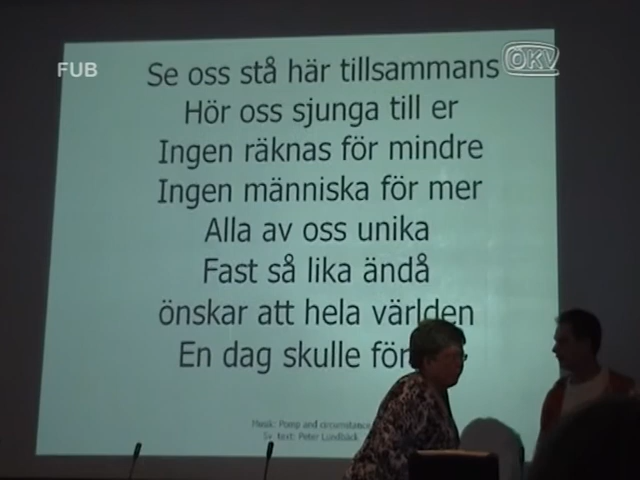 FUB
ÖKV
Se oss stå här tillsammans
Hör oss sjunga till er
Ingen räknas för mindre
Ingen människa för mer
Alla av oss unika
Fast så lika ändå
önskar att hela världen
En dag skulle för
Musik: Pomp and circumstance
Sv. text: Peter Lundbäck